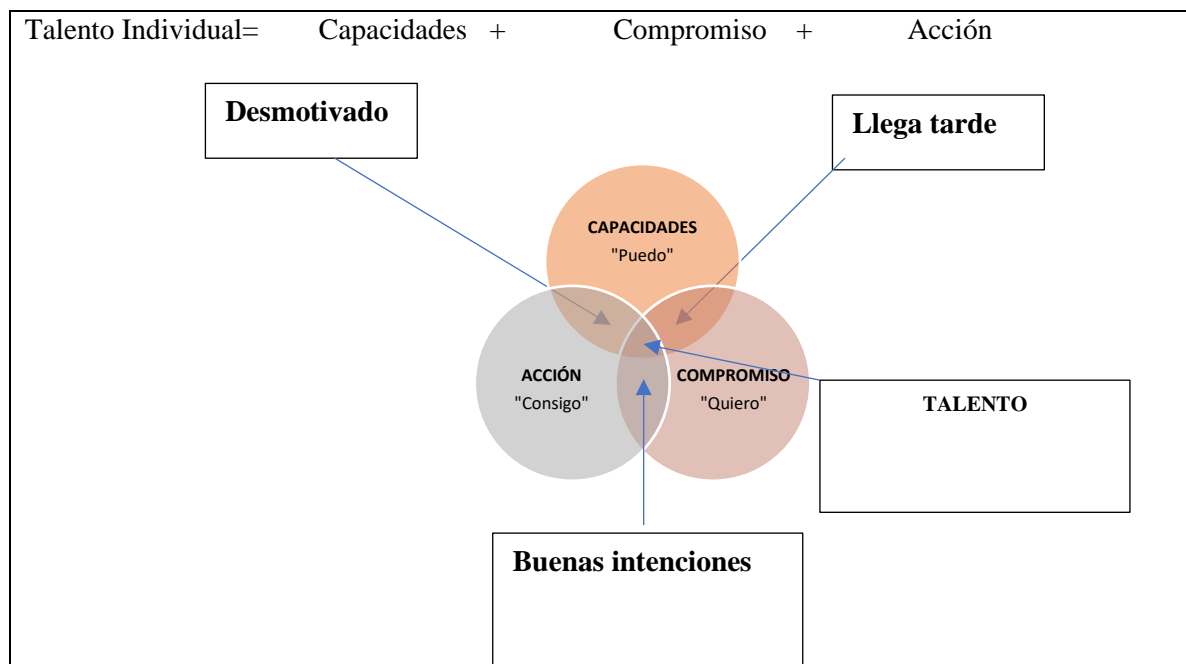 Talento Individual= Capacidades + Compromiso + Acción
Desmotivado
Llega tarde
CAPACIDADES
"Puedo"
ACCIÓN
"Consigo"
COMPROMISO
"Quiero"
TALENTO
Buenas intenciones